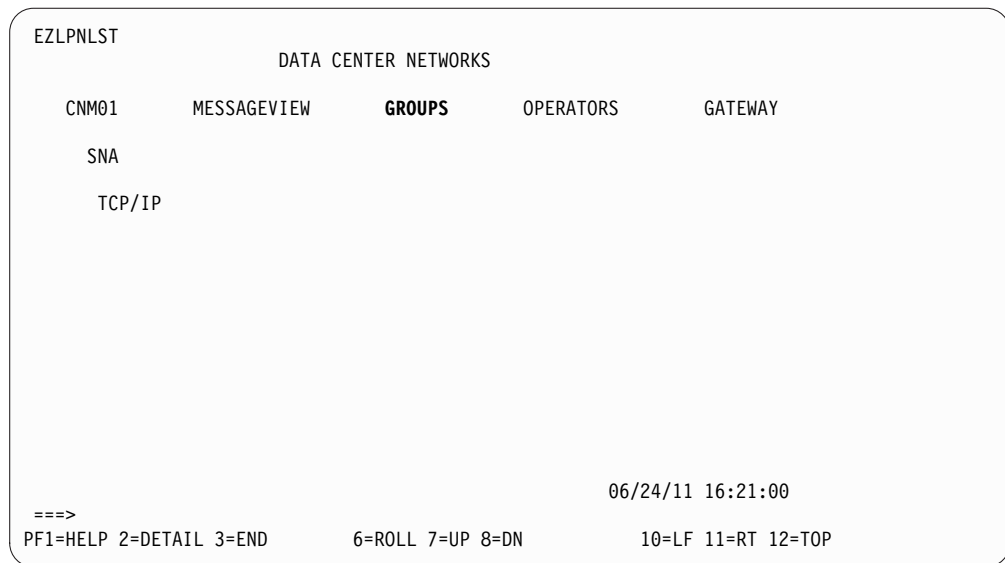 EZLPNLST
DATA CENTER NETWORKS
CNM01 MESSAGEVIEW GROUPS OPERATORS GATEWAY
SNA
TCP/IP
06/24/11 16:21:00
===>
PF1=HELP 2=DETAIL 3=END 6=ROLL 7=UP 8=DN 10=LF 11=RT 12=TOP